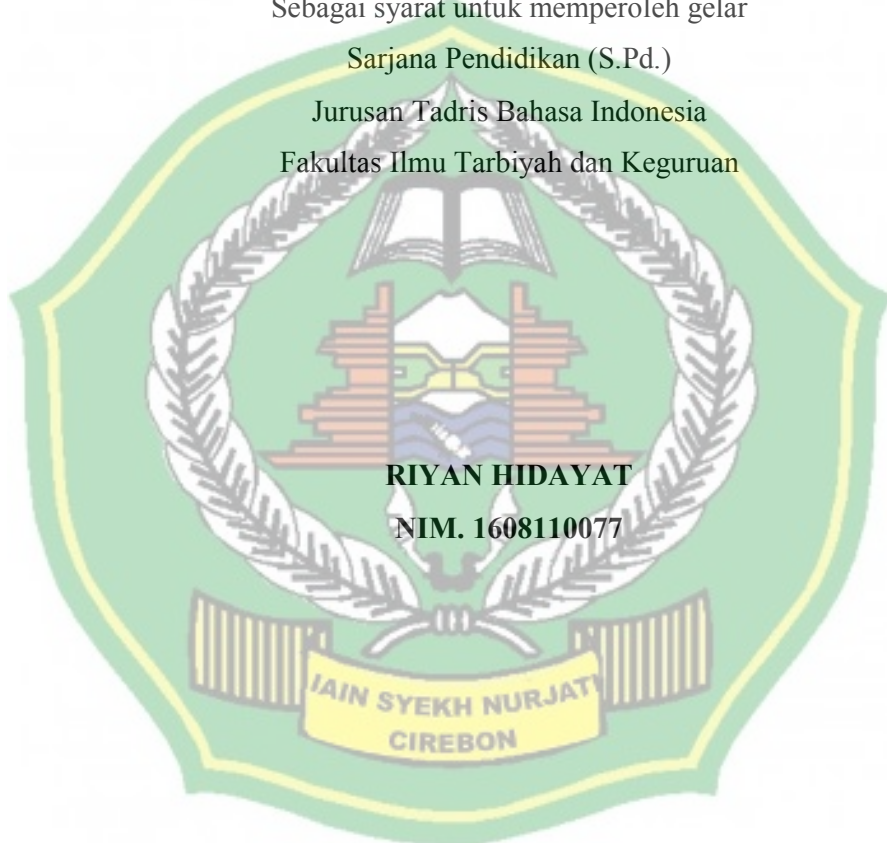 Sebagai syarat untuk memperoleh gelar
Sarjana Pendidikan (S.Pd.)
Jurusan Tadris Bahasa Indonesia
Fakultas Ilmu Tarbiyah dan Keguruan
RIYAN HIDAYAT
NIM. 1608110077
IAIN SYEKH NURJATI
CIREBON